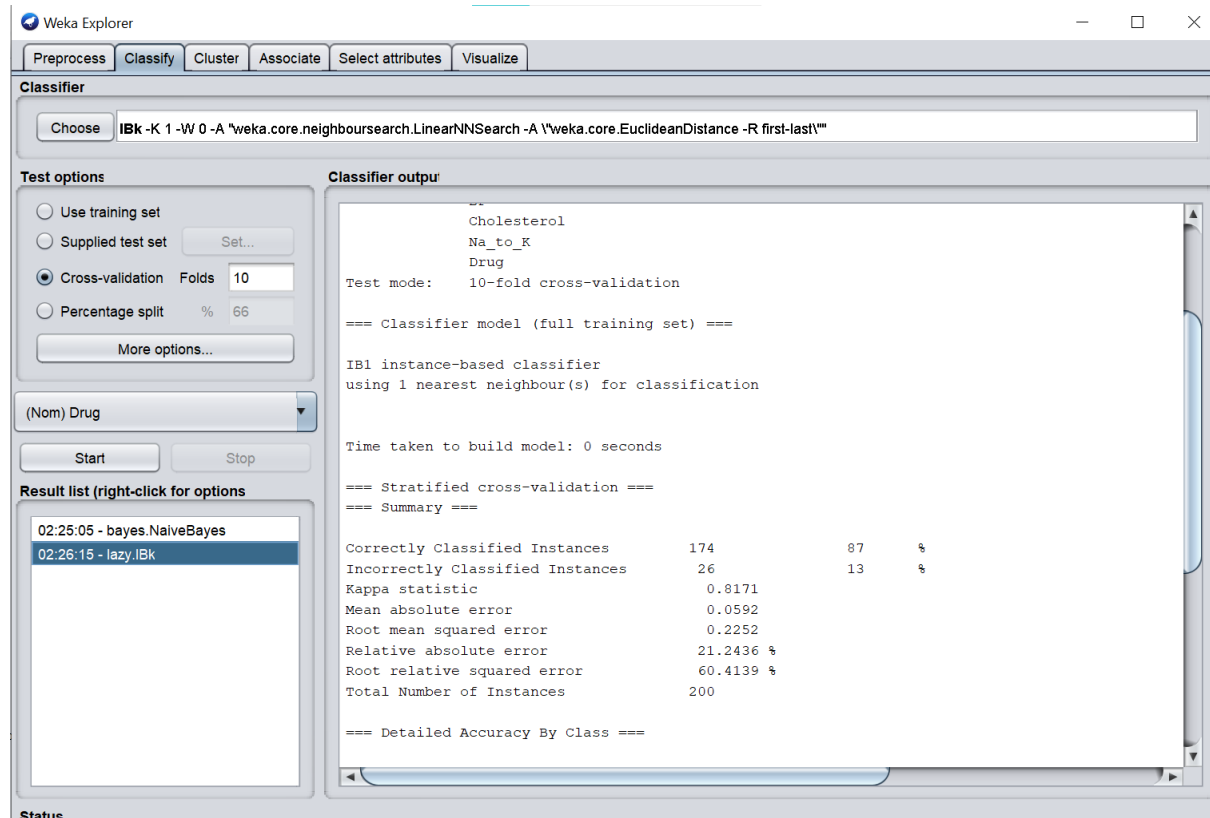 Weka Explorer
Preprocess Classify Cluster Associate Select attributes Visualize
Classifier
Choose IBk -K 1 -W 0 -A "weka.core.neighboursearch.LinearNNSearch -A \"weka.core.EuclideanDistance -R first-last\""
Test options
Use training set
Supplied test set Set...
Cross-validation Folds 10
Percentage split % 66
More options...
(Nom) Drug
Start Stop
Result list (right-click for options
02:25:05 - bayes.NaiveBayes
02:26:15 - lazy.IBk
Classifier outpu
Cholesterol
Na_to_K
Drug
Test mode: 10-fold cross-validation
=== Classifier model (full training set) ===
IB1 instance-based classifier
using 1 nearest neighbour(s) for classification
Time taken to build model: 0 seconds
=== Stratified cross-validation ===
=== Summary ===
Correctly Classified Instances 174 87 %
Incorrectly Classified Instances 26 13 %
Kappa statistic 0.8171
Mean absolute error 0.0592
Root mean squared error 0.2252
Relative absolute error 21.2436 %
Root relative squared error 60.4139 %
Total Number of Instances 200
=== Detailed Accuracy By Class ===
Status